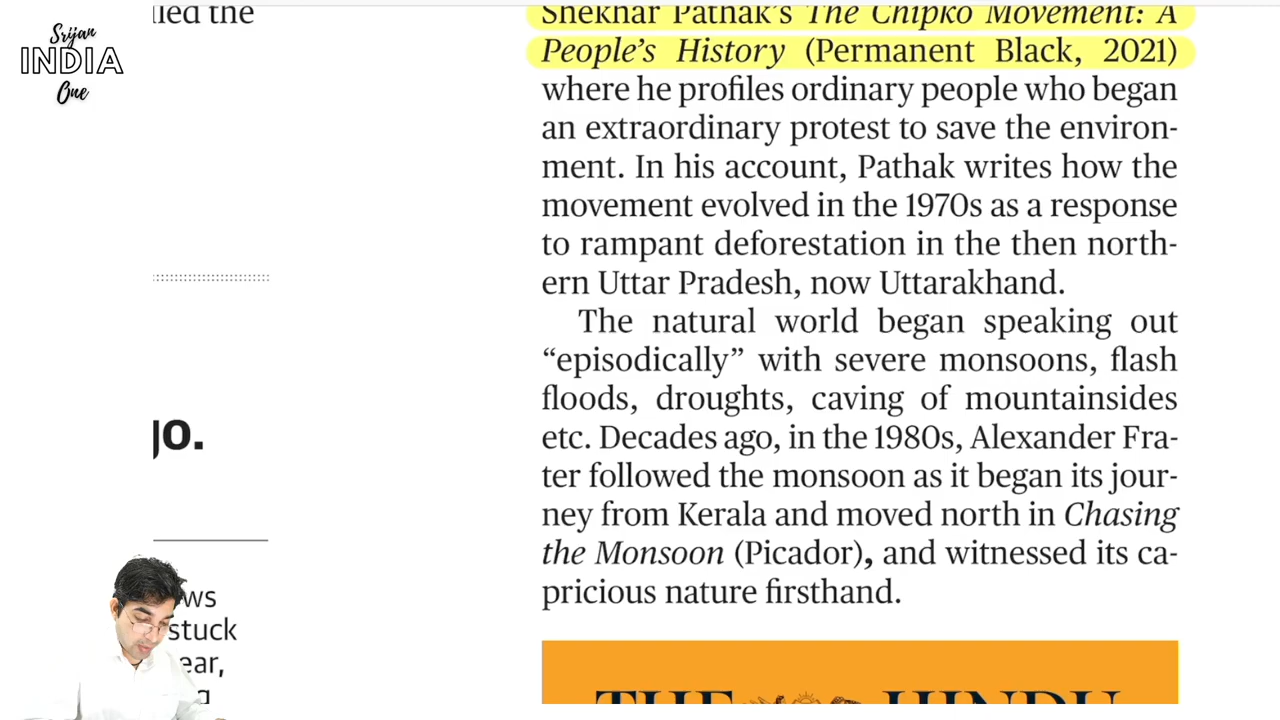 led the
Srijan
INDIA
One
go.
ws
stuck
ear,
g
Shekhar Pathak's The Chipko Movement: A
People's History (Permanent Black, 2021)
where he profiles ordinary people who began
an extraordinary protest to save the environ-
ment. In his account, Pathak writes how the
movement evolved in the 1970s as a response
to rampant deforestation in the then north-
ern Uttar Pradesh, now Uttarakhand.
The natural world began speaking out
“episodically” with severe monsoons, flash
floods, droughts, caving of mountainsides
etc. Decades ago, in the 1980s, Alexander Fra-
ter followed the monsoon as it began its jour-
ney from Kerala and moved north in Chasing
the Monsoon (Picador), and witnessed its ca-
pricious nature firsthand.
THE HINDU